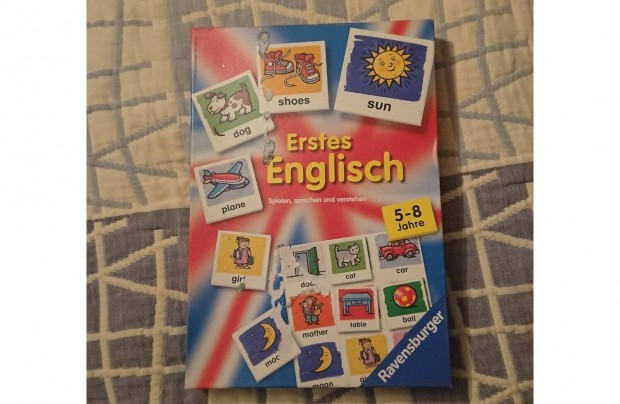 shoes
sun
dog
Erstes
Englisch
Spielen, sprechen und verstehen
plane
5-8
Jahre
girl
cat
car
mother
table
ball
moon
Ravensburger